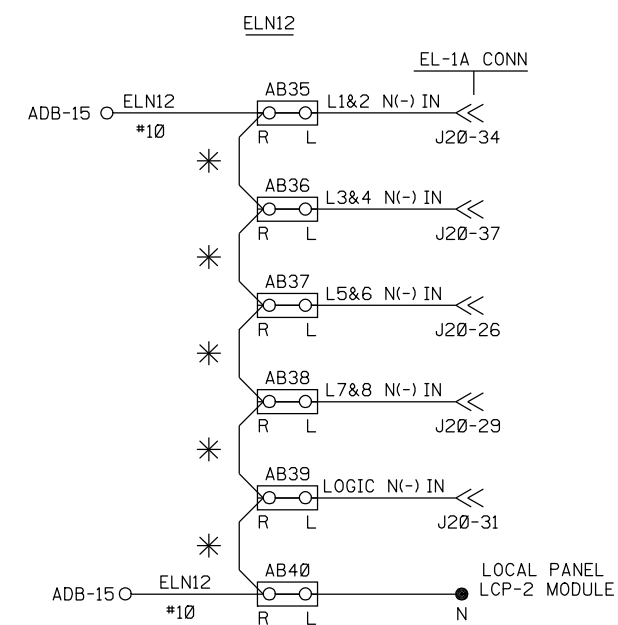 ELN12
EL-1A CONN
AB35
ADB-15 ELN12 L1&2 N(-) IN
#10 R L J20-34
AB36
L3&4 N(-) IN
R L J20-37
AB37
L5&6 N(-) IN
R L J20-26
AB38
L7&8 N(-) IN
R L J20-29
AB39
LOGIC N(-) IN
R L J20-31
AB40
LOCAL PANEL
ADB-15 ELN12 LCP-2 MODULE
#10 R L N